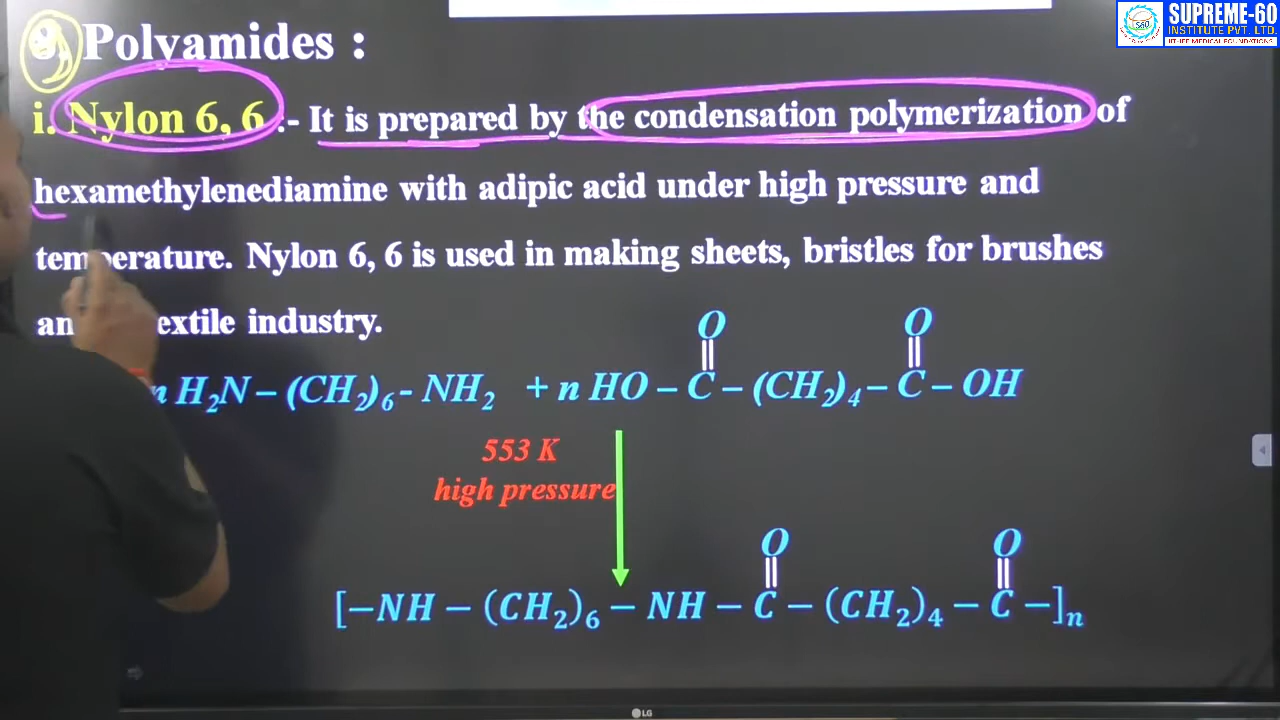 SUPREME-60
INSTITUTE PVT. LTD.
S60
Polyamides :
i. Nylon 6, 6 :- It is prepared by the condensation polymerization of
hexamethylenediamine with adipic acid under high pressure and
temperature. Nylon 6, 6 is used in making sheets, bristles for brushes
textile industry.
O O
n H₂N – (CH₂)₆ - NH₂ + n HO – C – (CH₂)₄ – C – OH
553 K
high pressure
O O
[–NH – (CH₂)₆ – NH – C – (CH₂)₄ – C –]ₙ
LG